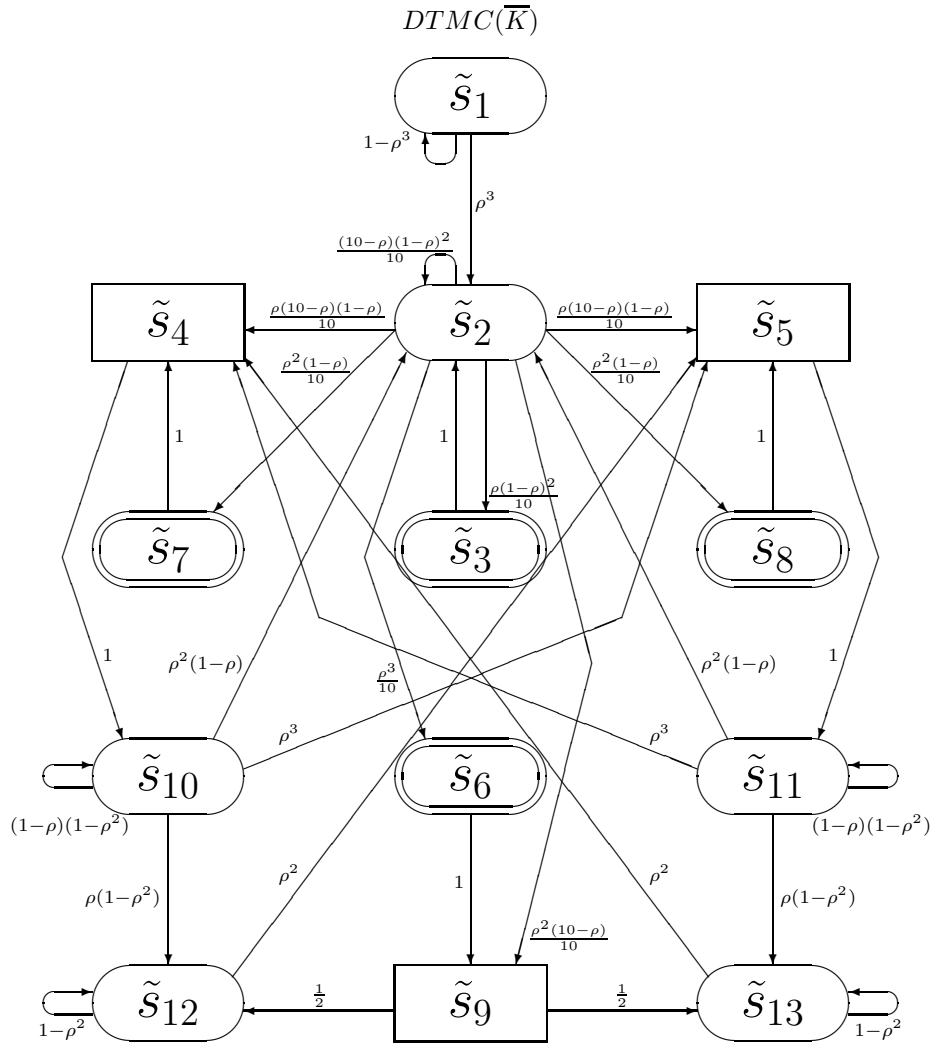 DTMC(K̅)
s̃₁
1−ρ³
ρ³
(10−ρ)(1−ρ)²/10
s̃₄
ρ(10−ρ)(1−ρ)/10
s̃₂
ρ(10−ρ)(1−ρ)/10
s̃₅
ρ²(1−ρ)/10
ρ²(1−ρ)/10
1
1
1
ρ(1−ρ)²/10
s̃₇
s̃₃
s̃₈
1
ρ²(1−ρ)
ρ³/10
ρ²(1−ρ)
1
ρ³
ρ³
s̃₁₀
s̃₆
s̃₁₁
(1−ρ)(1−ρ²)
(1−ρ)(1−ρ²)
ρ(1−ρ²)
ρ²
1
ρ²
ρ(1−ρ²)
ρ²(10−ρ)/10
s̃₁₂
1/2
s̃₉
1/2
s̃₁₃
1−ρ²
1−ρ²